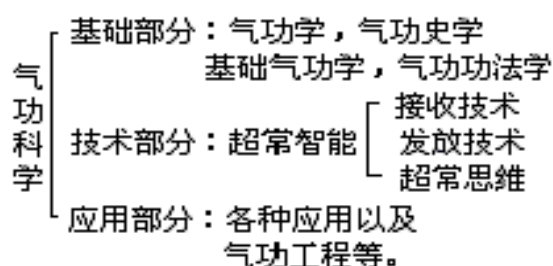 气功科学
基础部分：气功学，气功史学
基础气功学，气功功法学
技术部分：超常智能
接收技术
发放技术
超常思维
应用部分：各种应用以及
气功工程等。